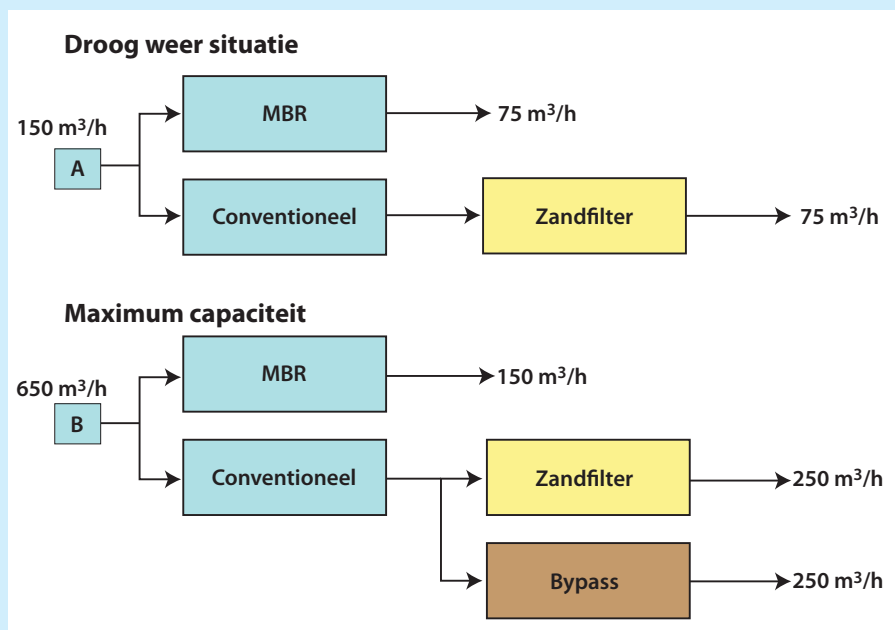 Droog weer situatie
150 m³/h
A
MBR
75 m³/h
Conventioneel
Zandfilter
75 m³/h
Maximum capaciteit
650 m³/h
B
MBR
150 m³/h
Conventioneel
Zandfilter
250 m³/h
Bypass
250 m³/h